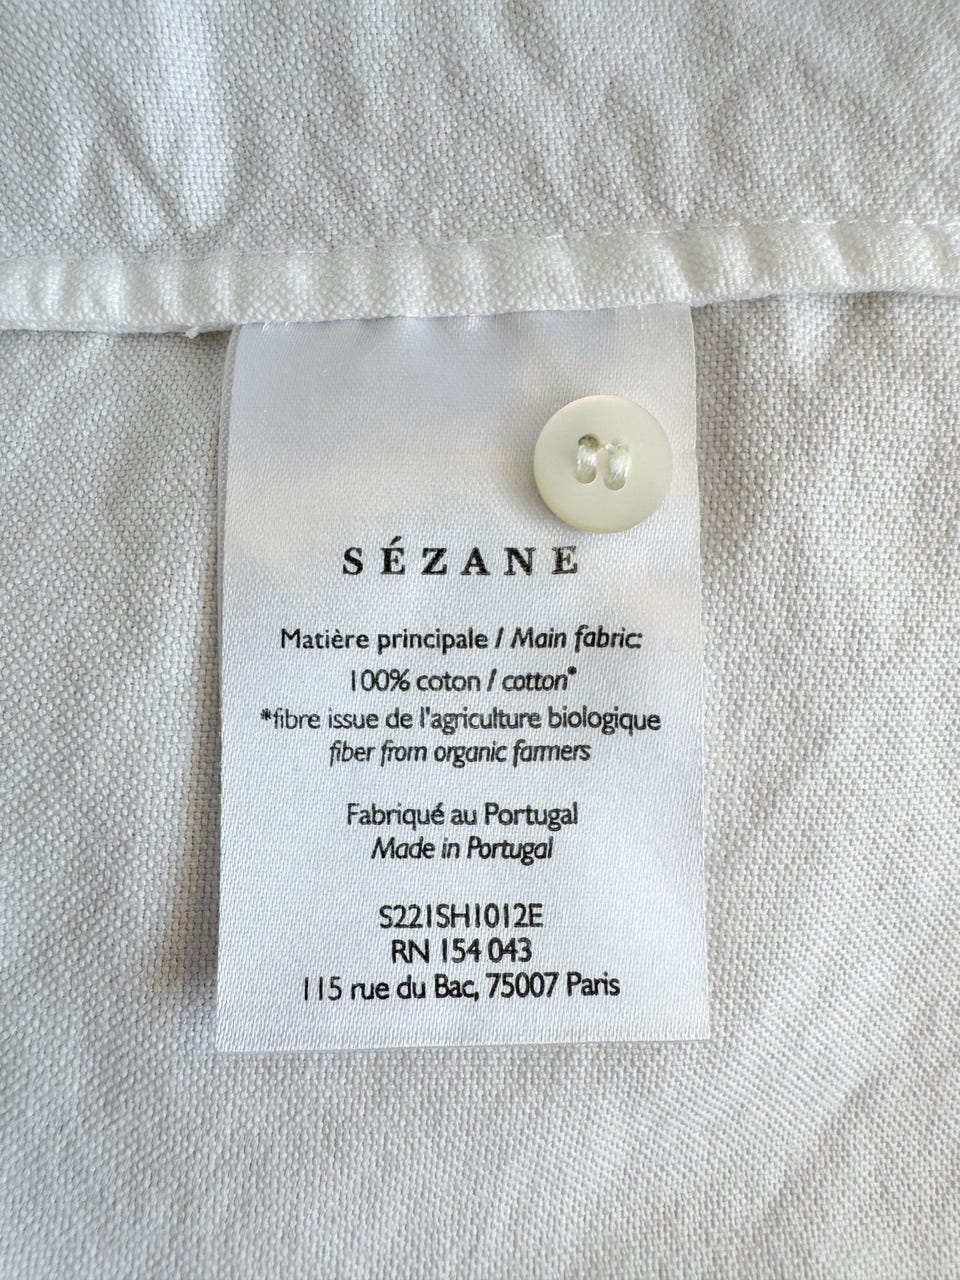 SÉZANE
Matière principale / Main fabric:
100% coton / cotton*
*fibre issue de l'agriculture biologique
fiber from organic farmers
Fabriqué au Portugal
Made in Portugal
S221SH1012E
RN 154 043
115 rue du Bac, 75007 Paris